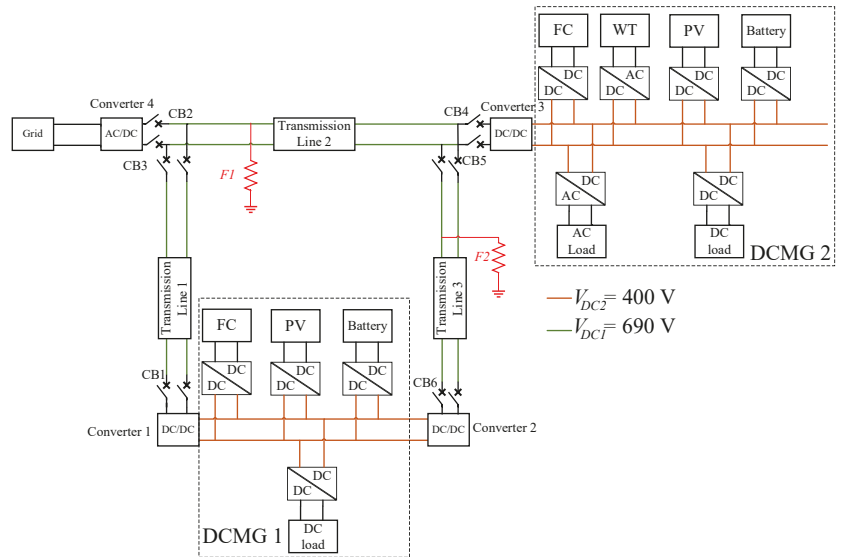 FC
WT
PV
Battery
DC
DC
AC
DC
DC
DC
DC
DC
Converter 4
CB2
CB4
Converter 3
Grid
AC/DC
Transmission
Line 2
DC/DC
CB3
CB5
F1
DC
AC
DC
DC
AC
Load
DC
load
DCMG 2
F2
Transmission
Line 1
Transmission
Line 3
V_DC2 = 400 V
V_DC1 = 690 V
FC
PV
Battery
DC
DC
DC
DC
DC
DC
CB1
CB6
Converter 1
DC/DC
DC/DC
Converter 2
DC
DC
DC
load
DCMG 1